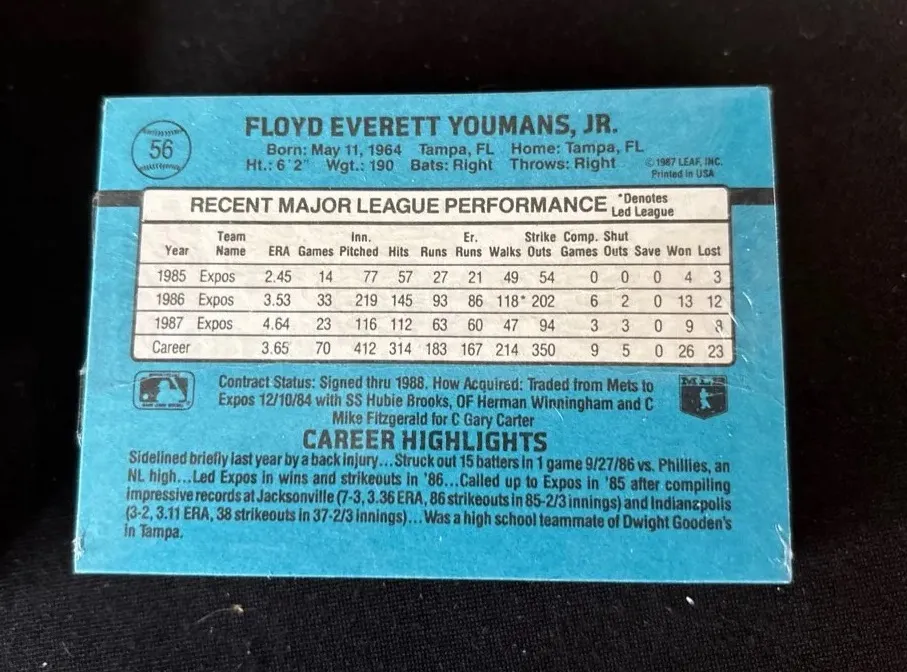 56
FLOYD EVERETT YOUMANS, JR.
Born: May 11, 1964 Tampa, FL Home: Tampa, FL
Ht.: 6'2" Wgt.: 190 Bats: Right Throws: Right
© 1987 LEAF, INC.
Printed in USA
RECENT MAJOR LEAGUE PERFORMANCE *Denotes Led League
Year Team Name ERA Games Inn. Pitched Hits Runs Er. Runs Walks Strike Outs Comp. Games Shut Outs Save Won Lost
1985 Expos 2.45 14 77 57 27 21 49 54 0 0 0 4 3
1986 Expos 3.53 33 219 145 93 86 118* 202 6 2 0 13 12
1987 Expos 4.64 23 116 112 63 60 47 94 3 3 0 9 8
Career 3.65 70 412 314 183 167 214 350 9 5 0 26 23
Contract Status: Signed thru 1988. How Acquired: Traded from Mets to
Expos 12/10/84 with SS Hubie Brooks, OF Herman Winningham and C
Mike Fitzgerald for C Gary Carter
MLB
CAREER HIGHLIGHTS
Sidelined briefly last year by a back injury...Struck out 15 batters in 1 game 9/27/86 vs. Phillies, an
NL high...Led Expos in wins and strikeouts in '86...Called up to Expos in '85 after compiling
impressive records at Jacksonville (7-3, 3.36 ERA, 86 strikeouts in 85-2/3 innings) and Indianapolis
(3-2, 3.11 ERA, 38 strikeouts in 37-2/3 innings)...Was a high school teammate of Dwight Gooden's
in Tampa.